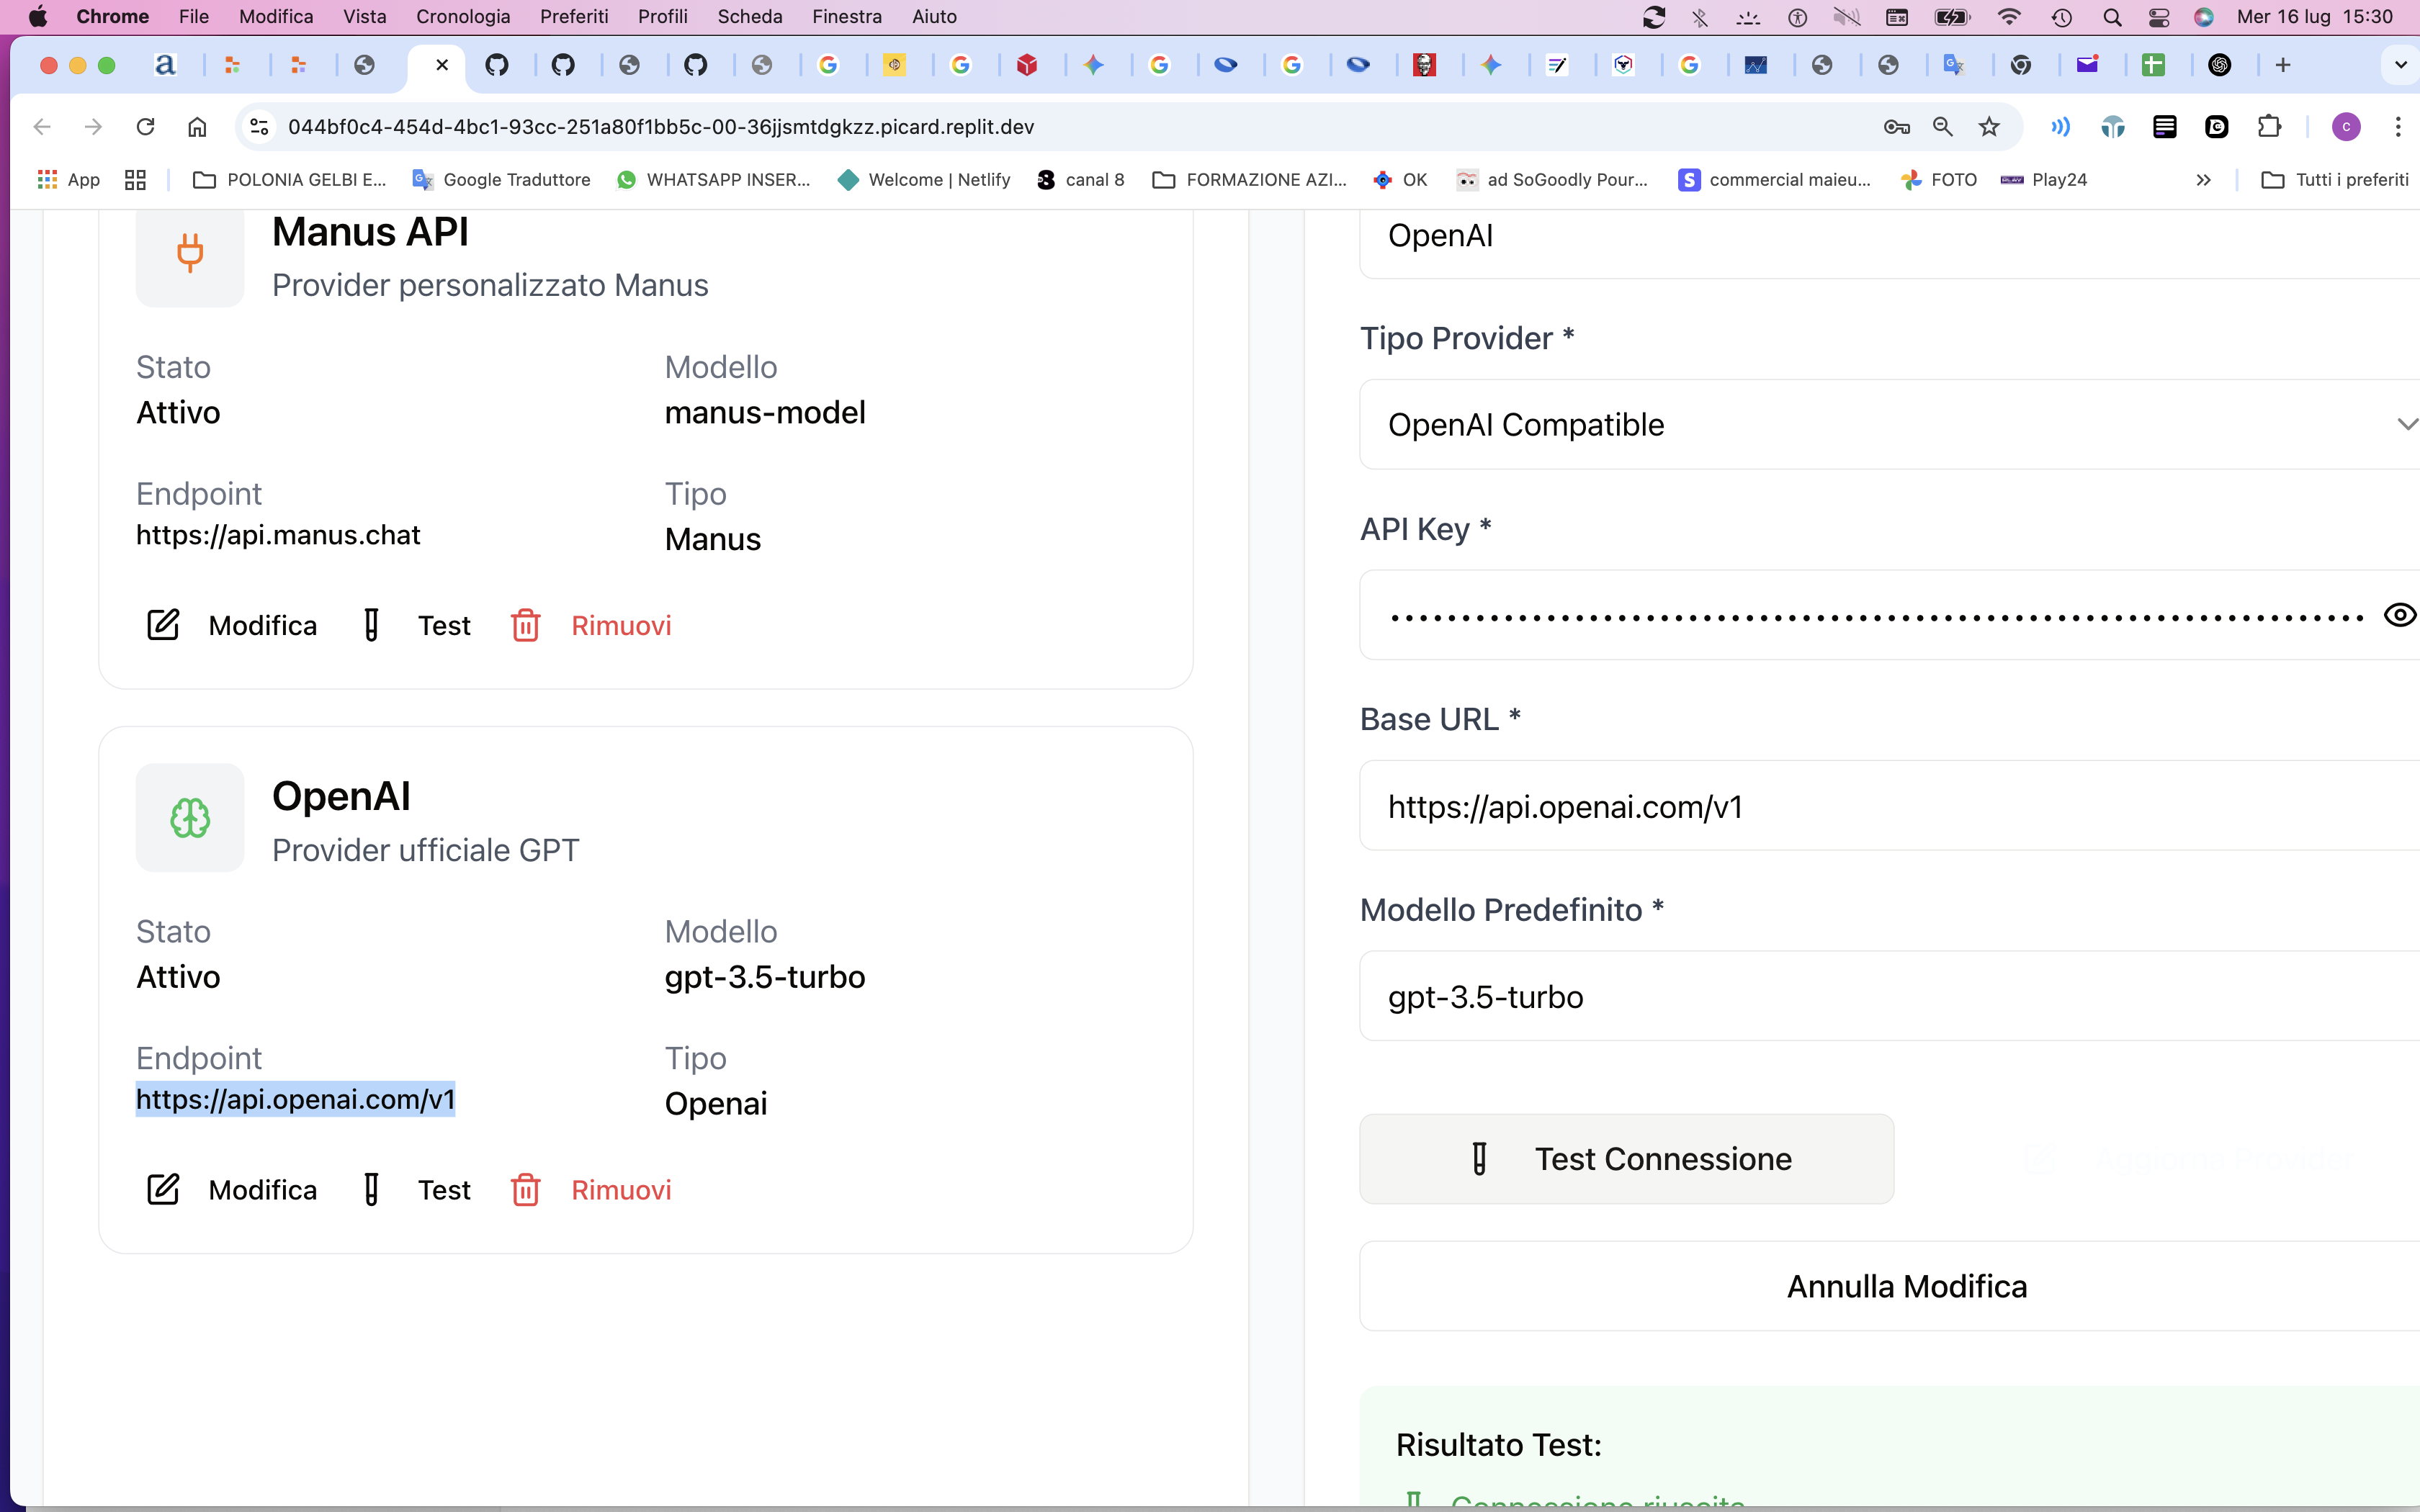 Chrome File Modifica Vista Cronologia Preferiti Profili Scheda Finestra Aiuto Mer 16 lug 15:30
044bf0c4-454d-4bc1-93cc-251a80f1bb5c-00-36jjsmtdgkzz.picard.replit.dev
App POLONIA GELBI E... Google Traduttore WHATSAPP INSER... Welcome | Netlify canal 8 FORMAZIONE AZI... OK ad SoGoodly Pour... commercial maieu... FOTO Play24 Tutti i preferiti
Manus API
Provider personalizzato Manus
Stato Modello
Attivo manus-model
Endpoint Tipo
https://api.manus.chat Manus
Modifica Test Rimuovi
OpenAI
Provider ufficiale GPT
Stato Modello
Attivo gpt-3.5-turbo
Endpoint Tipo
https://api.openai.com/v1 Openai
Modifica Test Rimuovi
OpenAI
Tipo Provider *
OpenAI Compatible
API Key *
Base URL *
https://api.openai.com/v1
Modello Predefinito *
gpt-3.5-turbo
Test Connessione
Annulla Modifica
Risultato Test:
Connessione riuscita